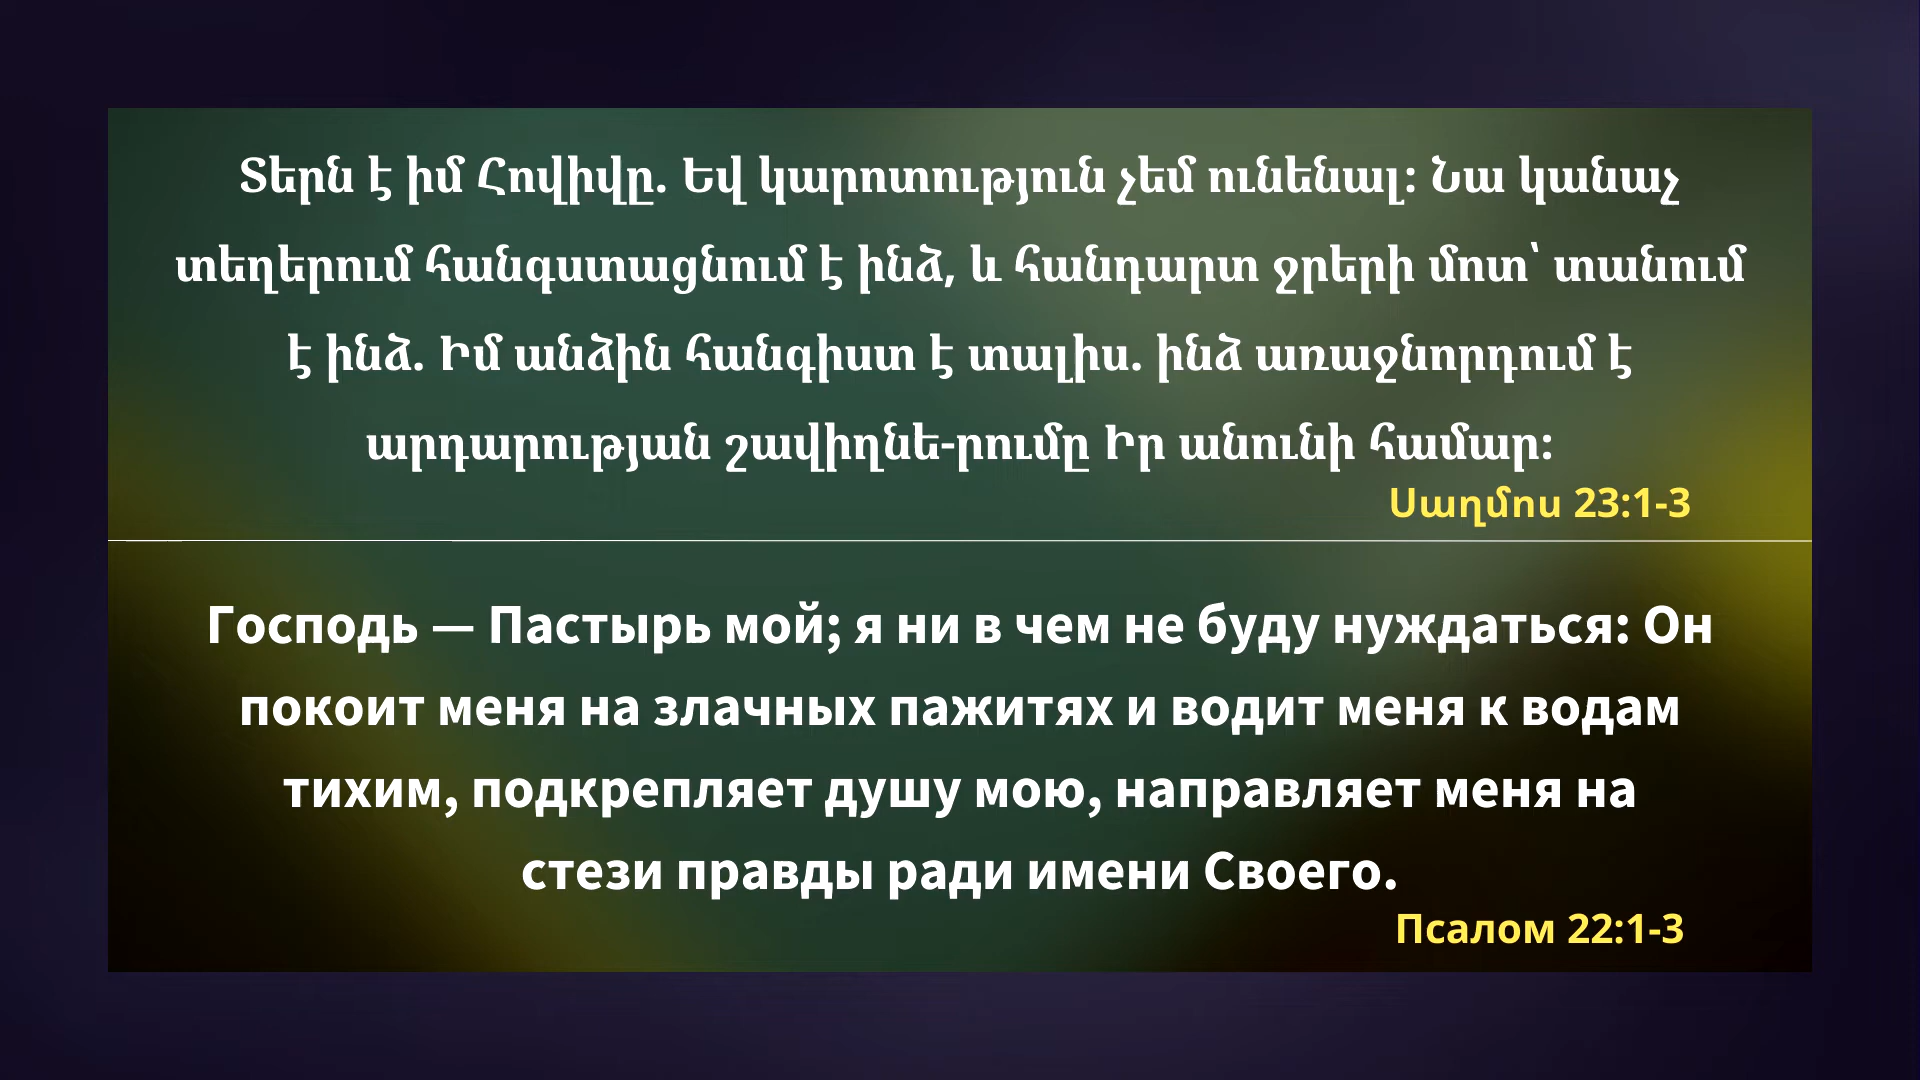 Տերն է իմ Հովիվը. Եվ կարոտություն չեմ ունենալ: Նա կանաչ
տեղերում հանգստացնում է ինձ, և հանդարտ ջրերի մոտ՝ տանում
է ինձ. Իմ անձին հանգիստ է տալիս. ինձ առաջնորդում է
արդարության շավիղնե-րումը Իր անունի համար:
Սաղմոս 23:1-3
Господь — Пастырь мой; я ни в чем не буду нуждаться: Он
покоит меня на злачных пажитях и водит меня к водам
тихим, подкрепляет душу мою, направляет меня на
стези правды ради имени Своего.
Псалом 22:1-3